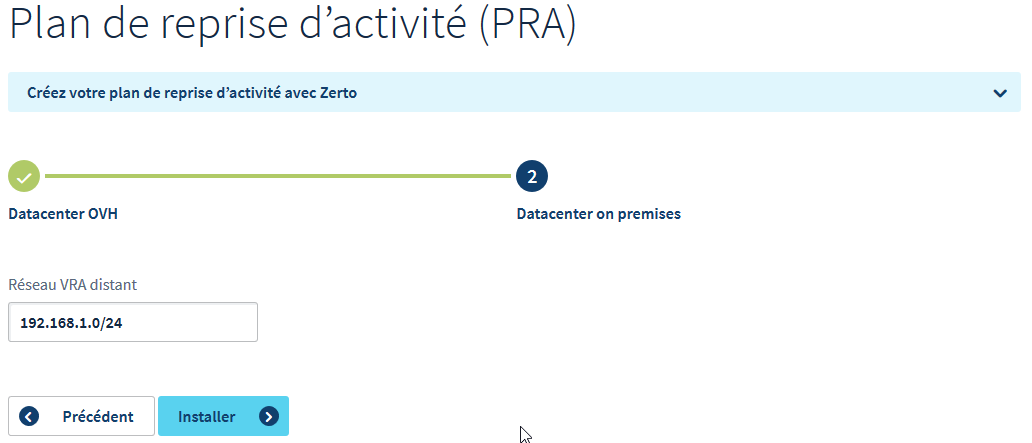 Plan de reprise d’activité (PRA)
Créez votre plan de reprise d’activité avec Zerto
2
Datacenter OVH
Datacenter on premises
Réseau VRA distant
192.168.1.0/24
Précédent
Installer